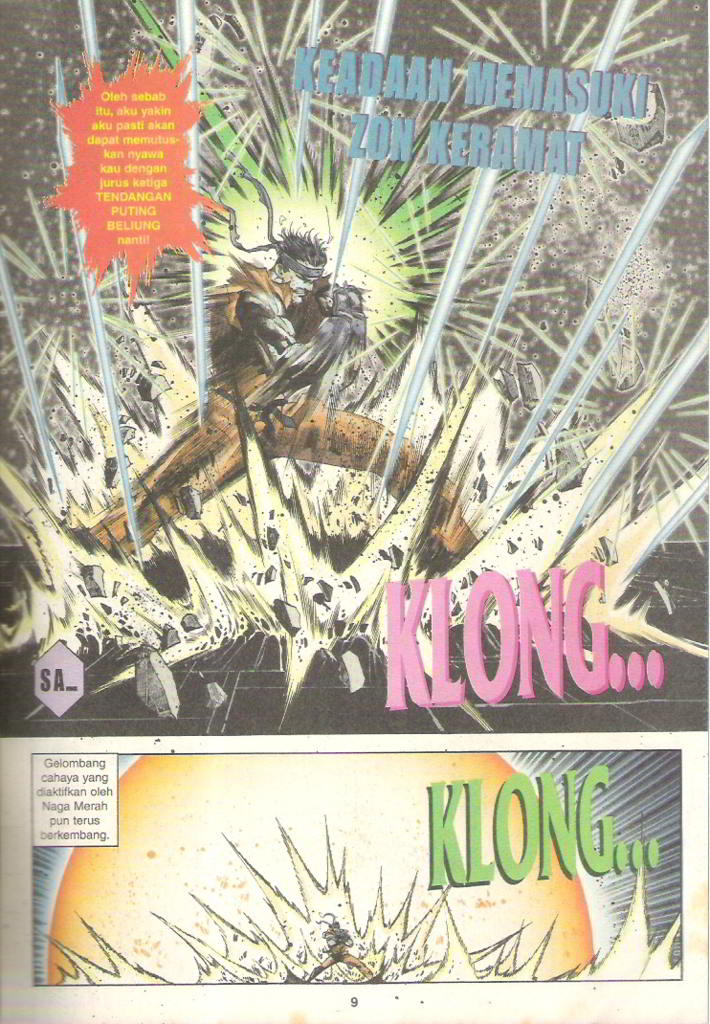 KEADAAN MEMASUKI
ZON KERAMAT
Oleh sebab
itu, aku yakin
aku pasti akan
dapat memutus-
kan nyawa
kau dengan
jurus ketiga
TENDANGAN
PUTING
BELIUNG
nanti!
KLONG...
SA...
Gelombang
cahaya yang
diaktifkan oleh
Naga Merah
pun terus
berkembang.
KLONG...
9